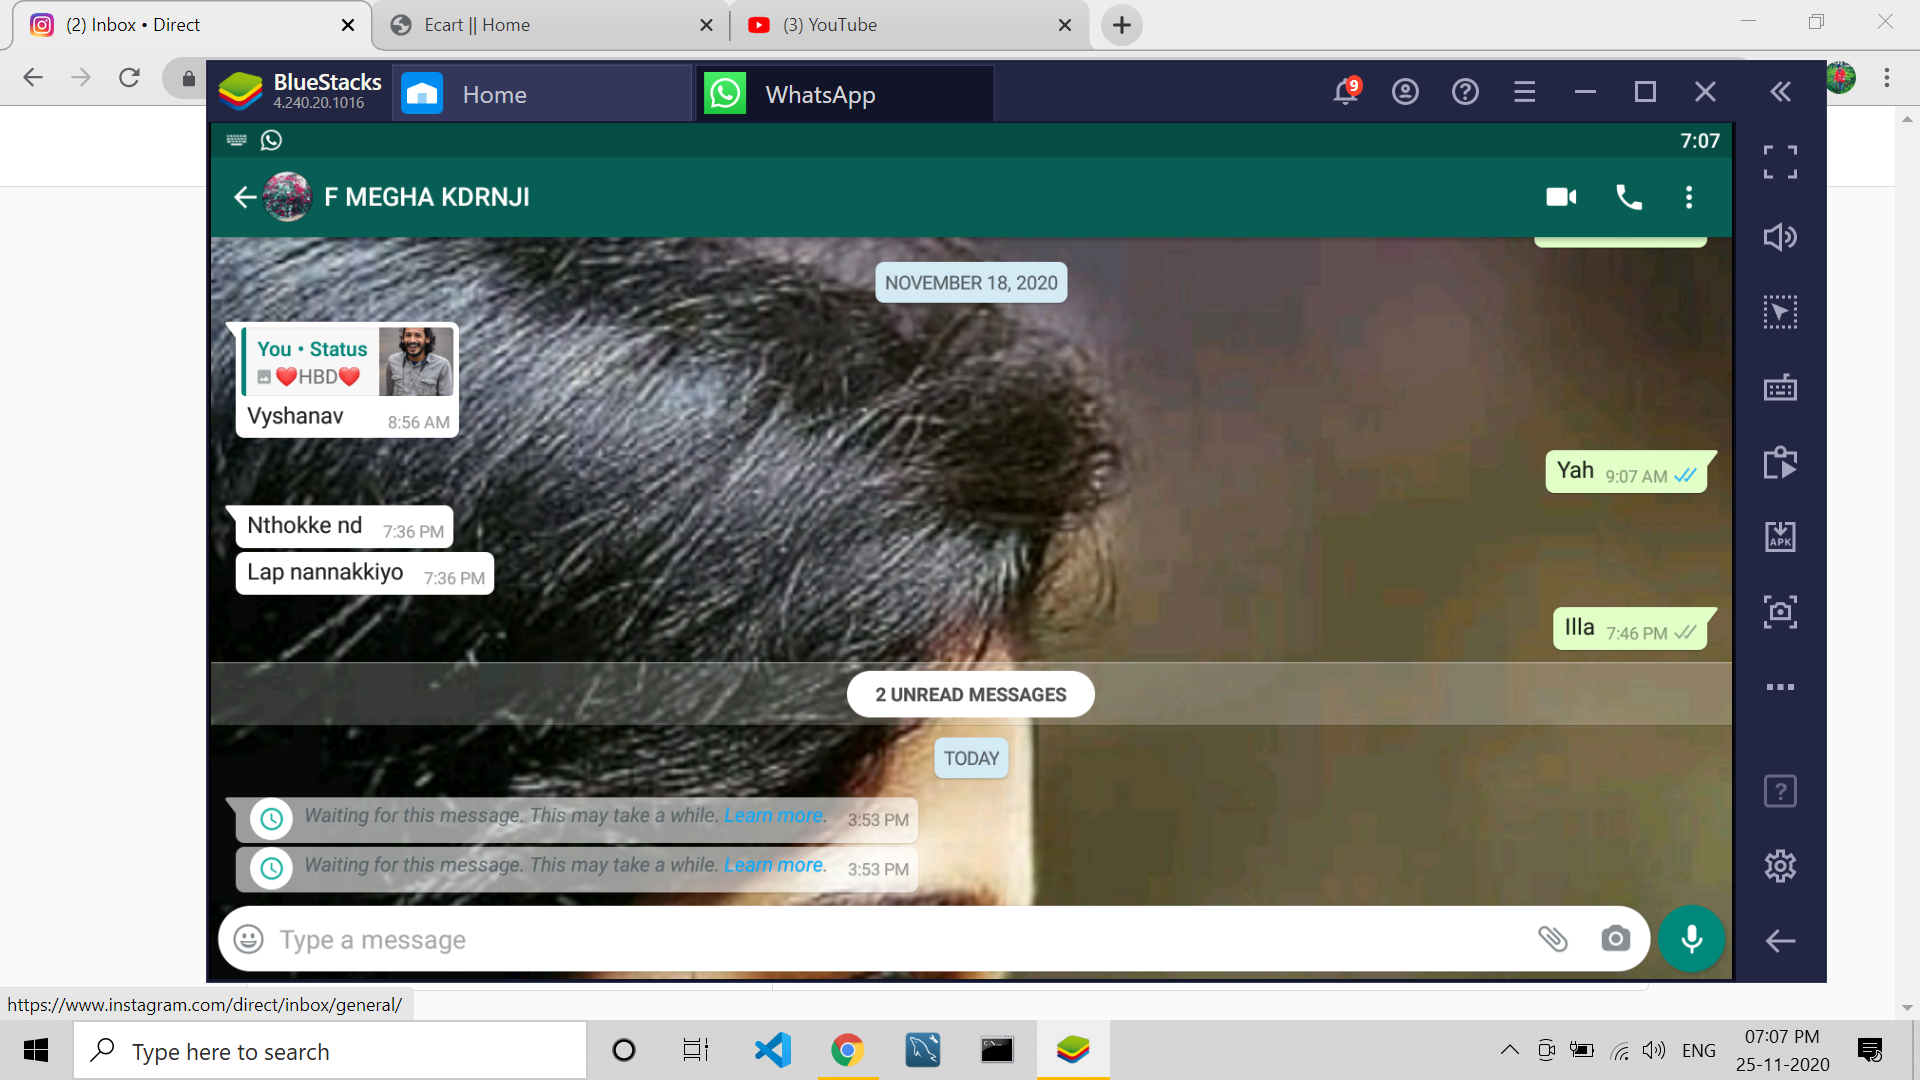 (2) Inbox • Direct
Ecart || Home
(3) YouTube
BlueStacks
4.240.20.1016
Home
WhatsApp
9
7:07
F MEGHA KDRNJI
NOVEMBER 18, 2020
You • Status
❤️HBD❤️
Vyshanav 8:56 AM
Yah 9:07 AM
Nthokke nd 7:36 PM
Lap nannakkiyo 7:36 PM
Illa 7:46 PM
2 UNREAD MESSAGES
TODAY
Waiting for this message. This may take a while. Learn more. 3:53 PM
Waiting for this message. This may take a while. Learn more. 3:53 PM
Type a message
APK
https://www.instagram.com/direct/inbox/general/
Type here to search
ENG
07:07 PM
25-11-2020